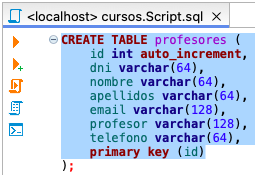 <localhost> cursos.Script.sql
CREATE TABLE profesores (
id int auto_increment,
dni varchar(64),
nombre varchar(64),
apellidos varchar(64),
email varchar(128),
profesor varchar(128),
telefono varchar(64),
primary key (id)
);